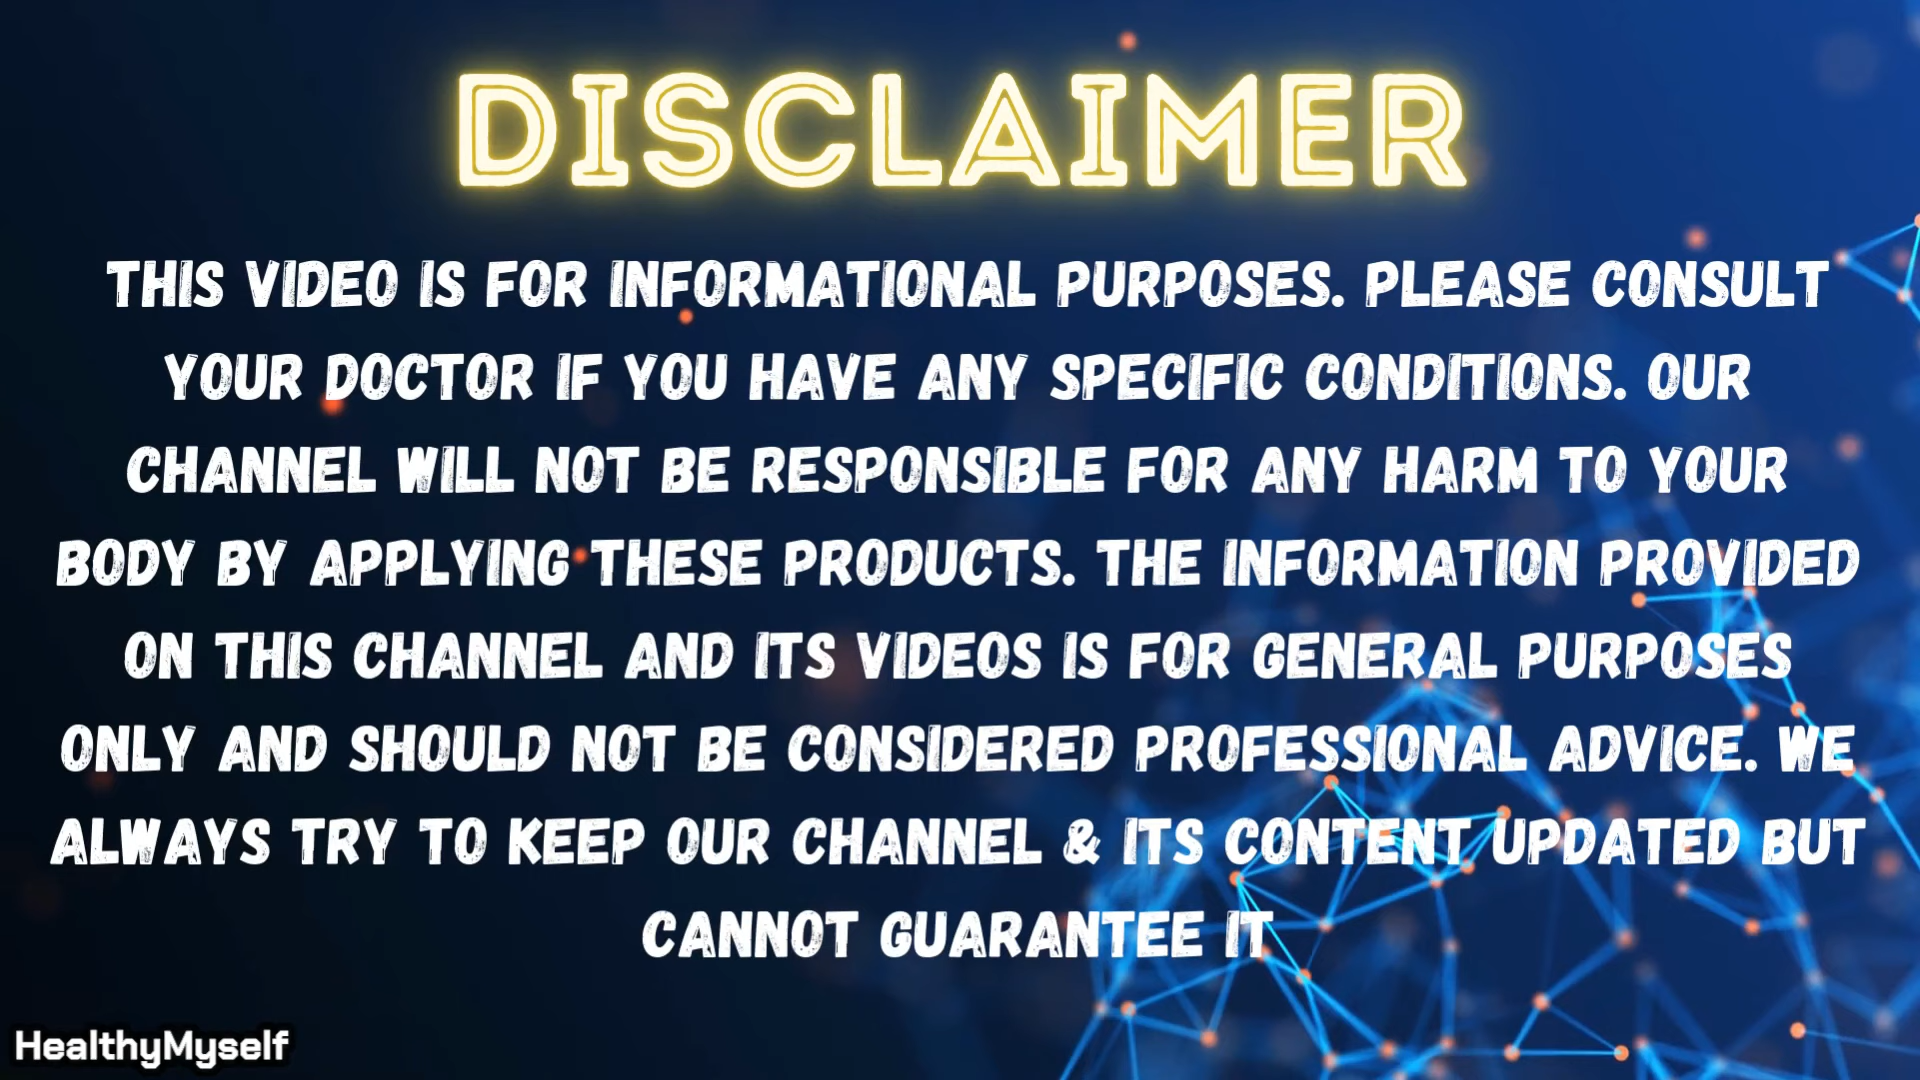 DISCLAIMER
THIS VIDEO IS FOR INFORMATIONAL PURPOSES. PLEASE CONSULT
YOUR DOCTOR IF YOU HAVE ANY SPECIFIC CONDITIONS. OUR
CHANNEL WILL NOT BE RESPONSIBLE FOR ANY HARM TO YOUR
BODY BY APPLYING THESE PRODUCTS. THE INFORMATION PROVIDED
ON THIS CHANNEL AND ITS VIDEOS IS FOR GENERAL PURPOSES
ONLY AND SHOULD NOT BE CONSIDERED PROFESSIONAL ADVICE. WE
ALWAYS TRY TO KEEP OUR CHANNEL & ITS CONTENT UPDATED BUT
CANNOT GUARANTEE IT
HealthyMyself